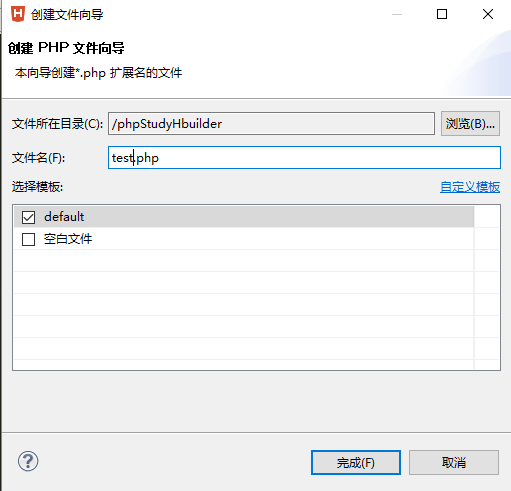 创建文件向导
创建 PHP 文件向导
本向导创建*.php 扩展名的文件
文件所在目录(C): /phpStudyHbuilder 浏览(B)...
文件名(F): test.php
选择模板: 自定义模板
default
空白文件
完成(F) 取消